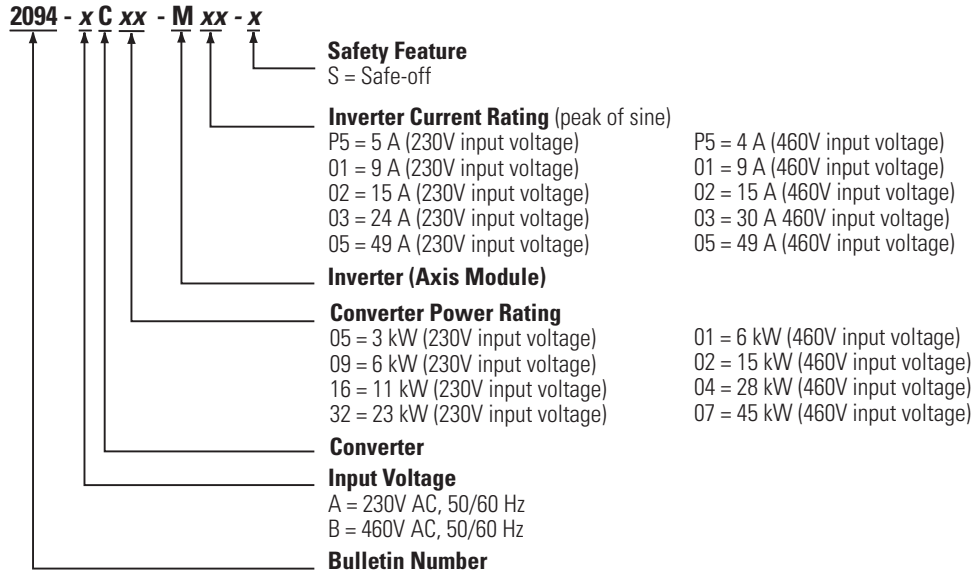 2094 - x C xx - M xx - x
Safety Feature
S = Safe-off
Inverter Current Rating (peak of sine)
P5 = 5 A (230V input voltage) P5 = 4 A (460V input voltage)
01 = 9 A (230V input voltage) 01 = 9 A (460V input voltage)
02 = 15 A (230V input voltage) 02 = 15 A (460V input voltage)
03 = 24 A (230V input voltage) 03 = 30 A 460V input voltage)
05 = 49 A (230V input voltage) 05 = 49 A (460V input voltage)
Inverter (Axis Module)
Converter Power Rating
05 = 3 kW (230V input voltage) 01 = 6 kW (460V input voltage)
09 = 6 kW (230V input voltage) 02 = 15 kW (460V input voltage)
16 = 11 kW (230V input voltage) 04 = 28 kW (460V input voltage)
32 = 23 kW (230V input voltage) 07 = 45 kW (460V input voltage)
Converter
Input Voltage
A = 230V AC, 50/60 Hz
B = 460V AC, 50/60 Hz
Bulletin Number